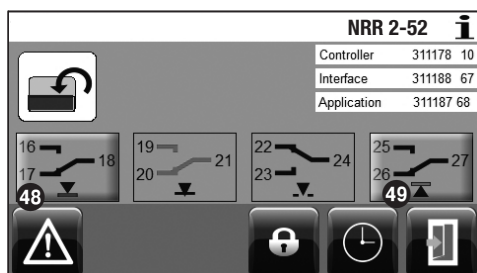 NRR 2-52 i
Controller 311178 10
Interface 311188 67
Application 311187 68
16 17 18
19 20 21
22 23 24
25 26 27
48 49